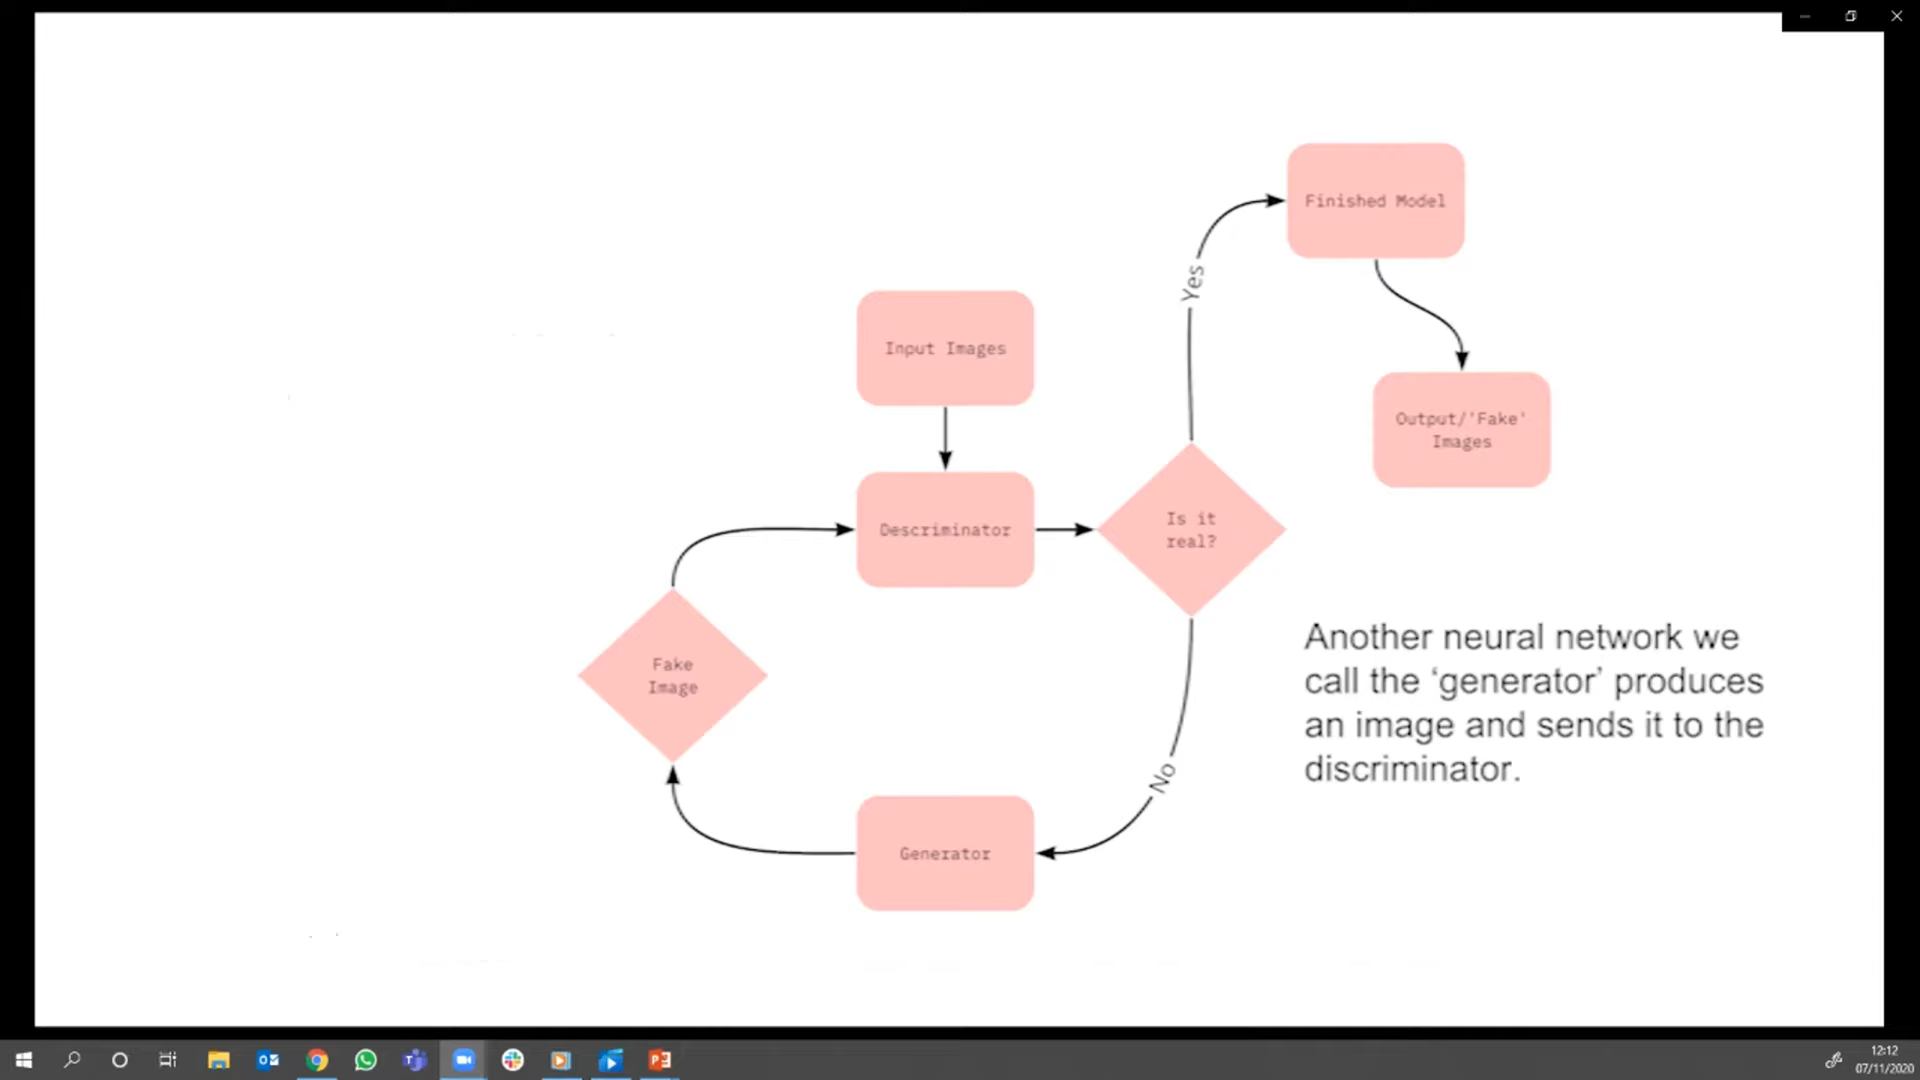 Finished Model
Yes
Input Images
Output/'Fake'
Images
Descriminator
Is it
real?
Fake
Image
Another neural network we
call the ‘generator’ produces
an image and sends it to the
discriminator.
No
Generator
12:12
07/11/2020